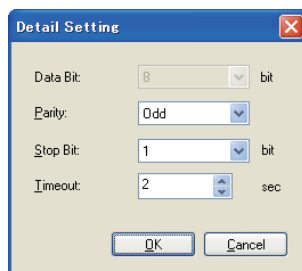 Detail Setting
Data Bit: 8 bit
Parity: Odd
Stop Bit: 1 bit
Timeout: 2 sec
OK Cancel